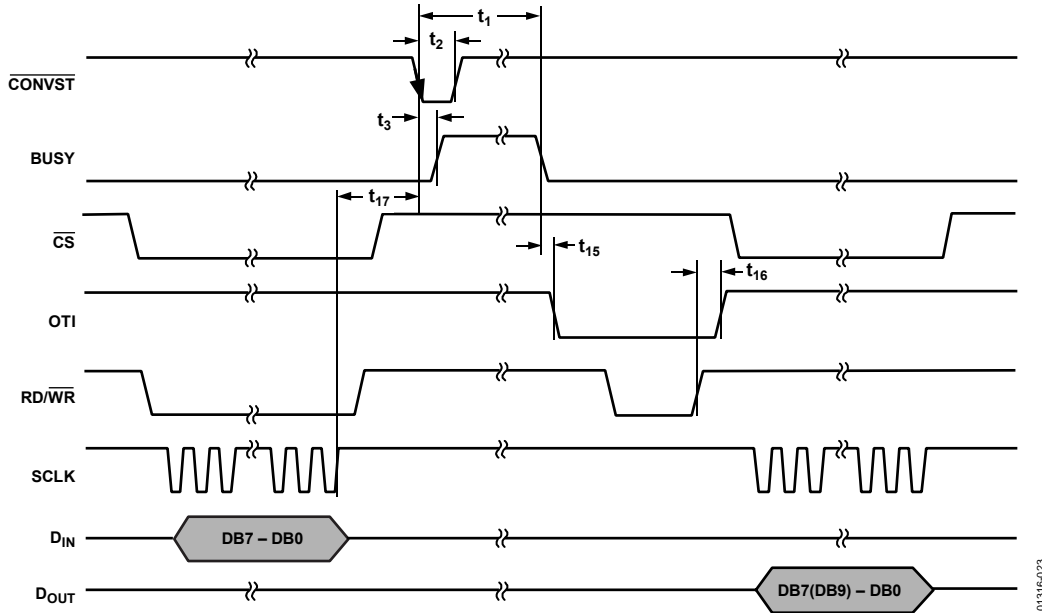 t1
t2
CONVST
t3
BUSY
t17
CS
t15
t16
OTI
RD/WR
SCLK
DIN
DB7 – DB0
DOUT
DB7(DB9) – DB0
01316-023